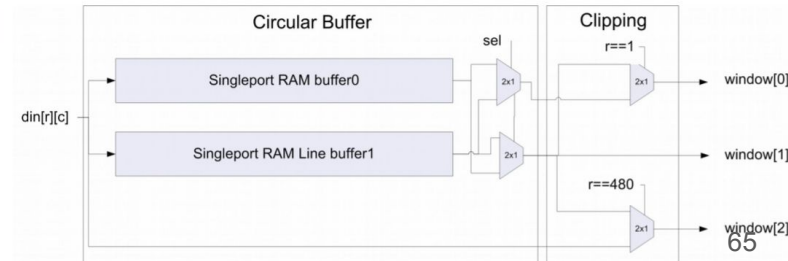 Circular Buffer
Clipping
sel
r==1
Singleport RAM buffer0
2x1
2x1
window[0]
din[r][c]
Singleport RAM Line buffer1
2x1
window[1]
r==480
2x1
window[2]
65